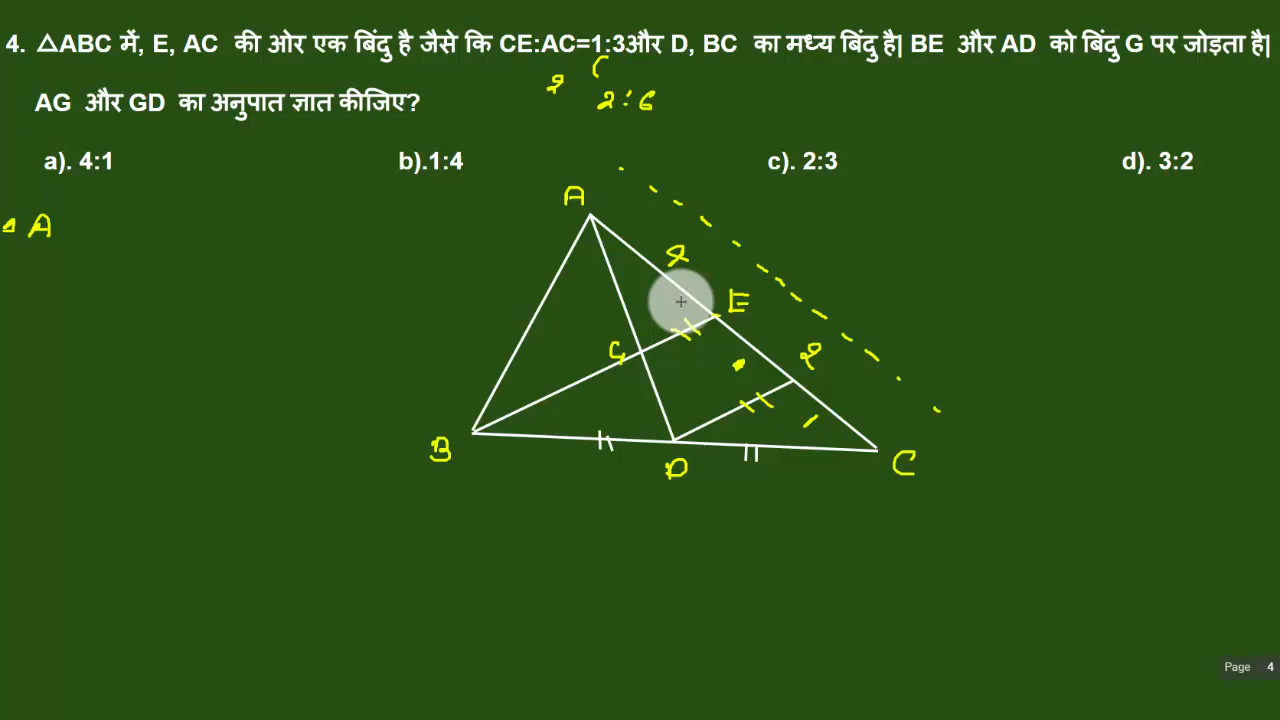 4. △ABC में, E, AC की ओर एक बिंदु है जैसे कि CE:AC=1:3और D, BC का मध्य बिंदु है| BE और AD को बिंदु G पर जोड़ता है|
AG और GD का अनुपात ज्ञात कीजिए?
2:6
a). 4:1 b).1:4 c). 2:3 d). 3:2
A
A
E
G
B
D
C
Page 4